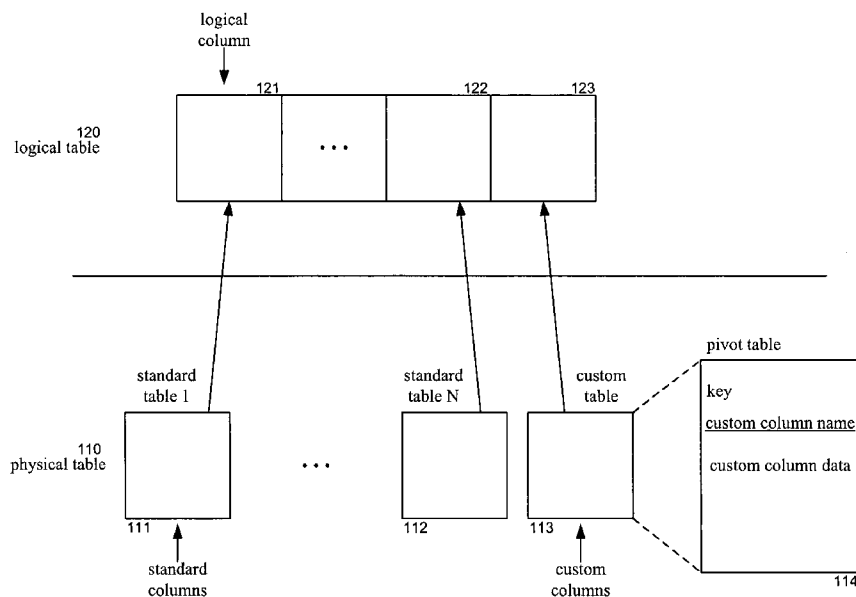 logical
column
121
122
123
120
logical table
standard
table 1
standard
table N
custom
table
pivot table
key
custom column name
custom column data
110
physical table
...
...
111
112
113
114
standard
columns
custom
columns